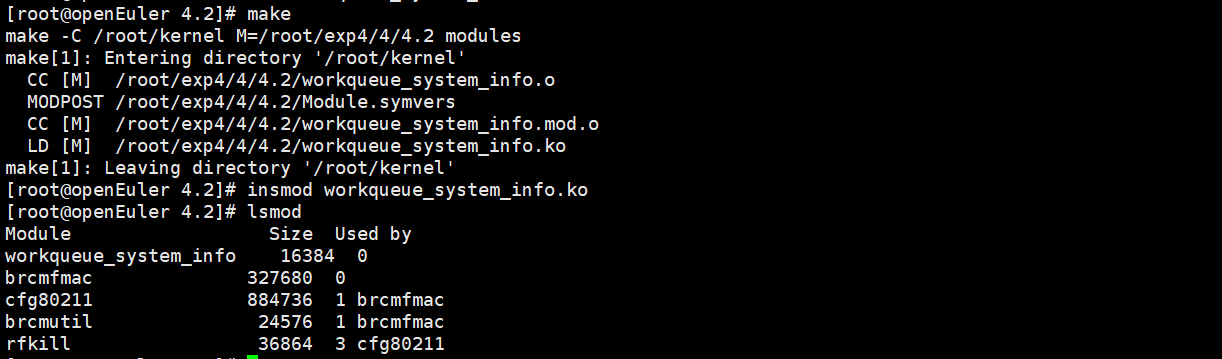 [root@openEuler 4.2]# make
make -C /root/kernel M=/root/exp4/4/4.2 modules
make[1]: Entering directory '/root/kernel'
  CC [M]  /root/exp4/4/4.2/workqueue_system_info.o
  MODPOST /root/exp4/4/4.2/Module.symvers
  CC [M]  /root/exp4/4/4.2/workqueue_system_info.mod.o
  LD [M]  /root/exp4/4/4.2/workqueue_system_info.ko
make[1]: Leaving directory '/root/kernel'
[root@openEuler 4.2]# insmod workqueue_system_info.ko
[root@openEuler 4.2]# lsmod
Module                  Size  Used by
workqueue_system_info    16384  0
brcmfmac              327680  0
cfg80211              884736  1 brcmfmac
brcmutil               24576  1 brcmfmac
rfkill                 36864  3 cfg80211